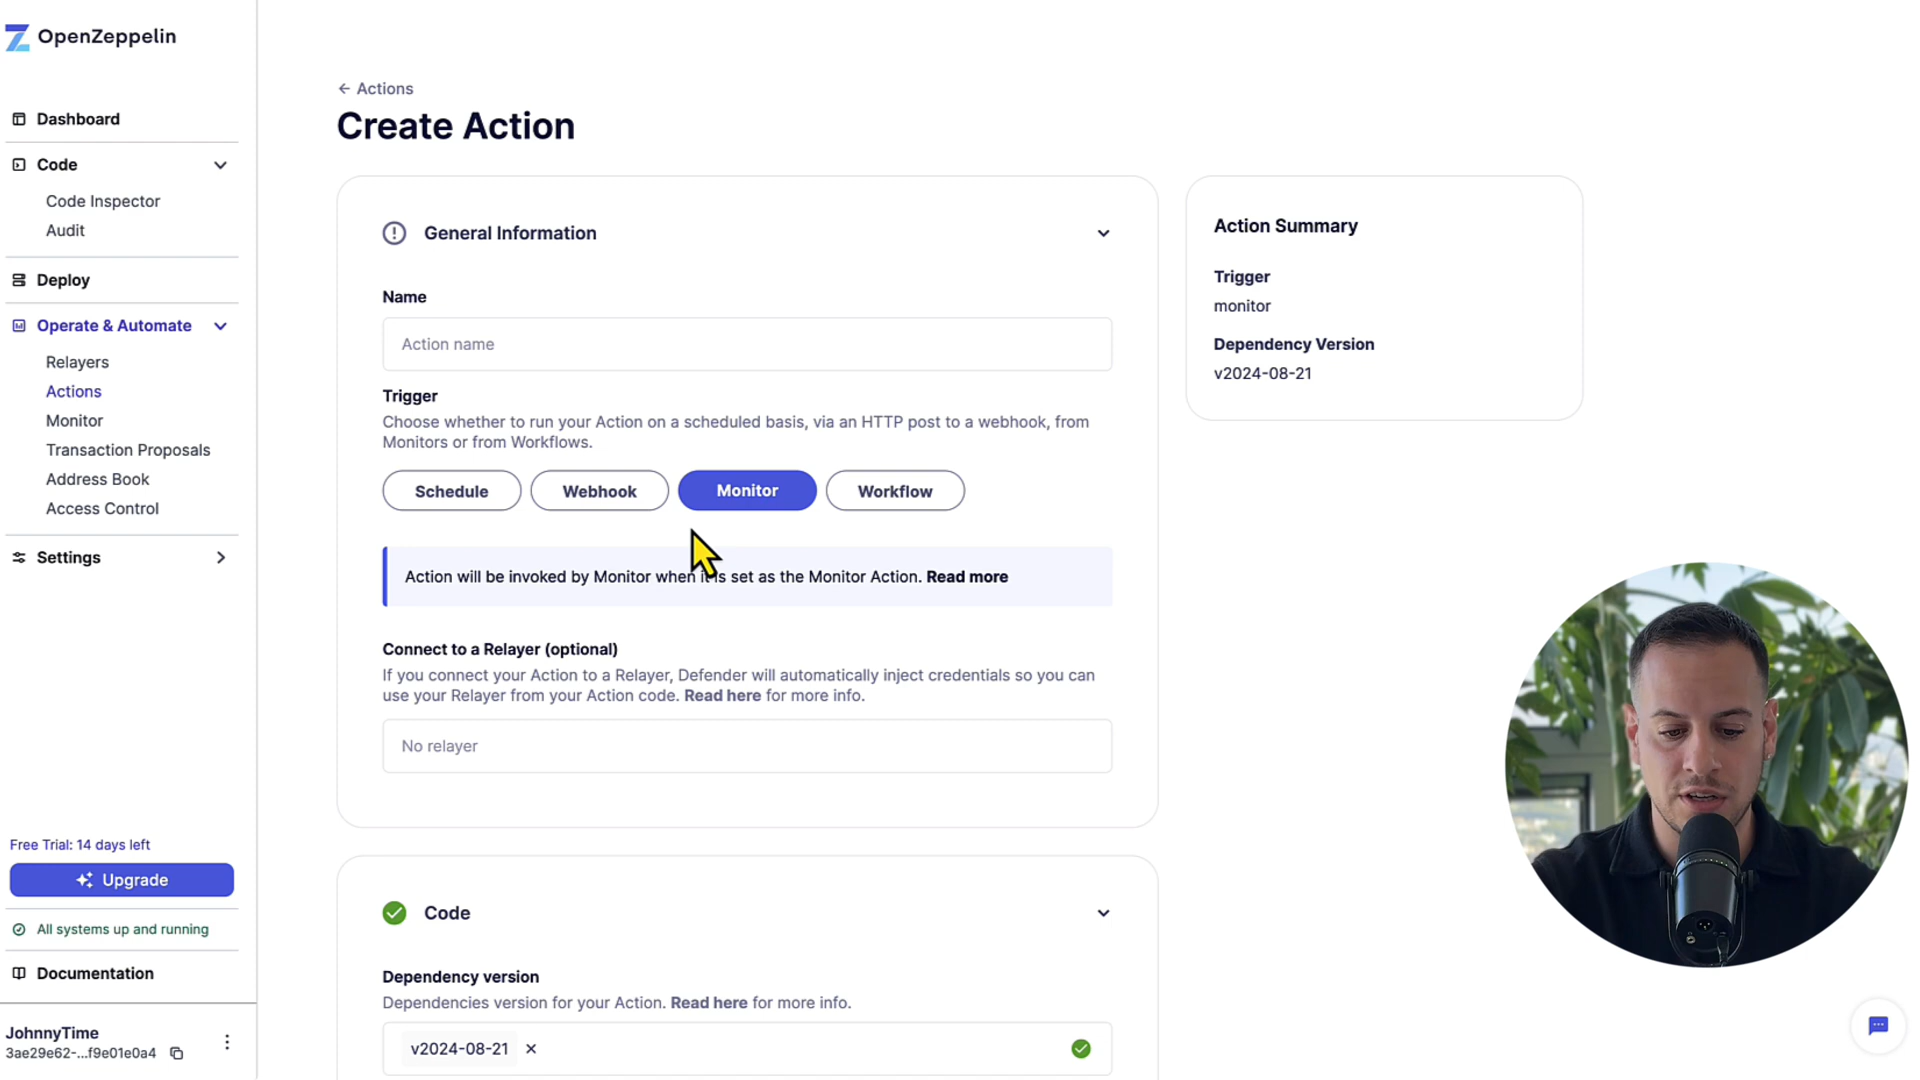 OpenZeppelin
Dashboard
Code
Code Inspector
Audit
Deploy
Operate & Automate
Relayers
Actions
Monitor
Transaction Proposals
Address Book
Access Control
Settings
Free Trial: 14 days left
Upgrade
All systems up and running
Documentation
JohnnyTime
3ae29e62-...f9e01e0a4
← Actions
Create Action
General Information
Name
Action name
Trigger
Choose whether to run your Action on a scheduled basis, via an HTTP post to a webhook, from
Monitors or from Workflows.
Schedule Webhook Monitor Workflow
Action will be invoked by Monitor when it is set as the Monitor Action. Read more
Connect to a Relayer (optional)
If you connect your Action to a Relayer, Defender will automatically inject credentials so you can
use your Relayer from your Action code. Read here for more info.
No relayer
Code
Dependency version
Dependencies version for your Action. Read here for more info.
v2024-08-21 ×
Action Summary
Trigger
monitor
Dependency Version
v2024-08-21